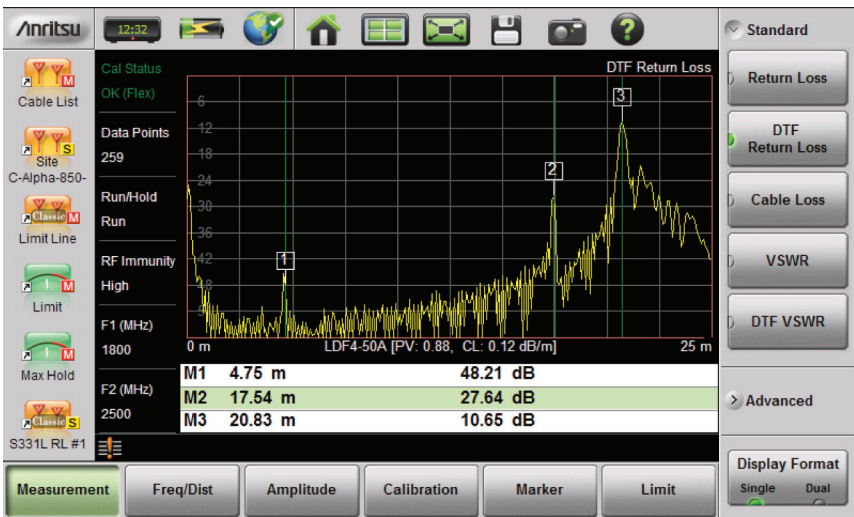 Anritsu
12:32
?
Standard
Cable List
M
Site
C-Alpha-850-
S
Limit Line
Classic M
Limit
M
Max Hold
M
S331L RL #1
Classic S
Cal Status
OK (Flex)
Data Points
259
Run/Hold
Run
RF Immunity
High
F1 (MHz)
1800
F2 (MHz)
2500
DTF Return Loss
-6
-12
-18
-24
-30
-36
-42
1
2
3
0 m
LDF4-50A [PV: 0.88, CL: 0.12 dB/m]
25 m
M1 4.75 m 48.21 dB
M2 17.54 m 27.64 dB
M3 20.83 m 10.65 dB
Return Loss
DTF
Return Loss
Cable Loss
VSWR
DTF VSWR
Advanced
Display Format
Single Dual
Measurement
Freq/Dist
Amplitude
Calibration
Marker
Limit